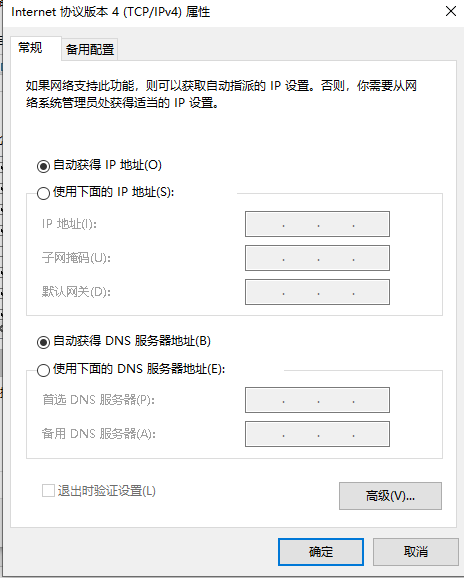 Internet 协议版本 4 (TCP/IPv4) 属性
常规
备用配置
如果网络支持此功能，则可以获取自动指派的 IP 设置。否则，你需要从网
络系统管理员处获得适当的 IP 设置。
自动获得 IP 地址(O)
使用下面的 IP 地址(S):
IP 地址(I):
子网掩码(U):
默认网关(D):
自动获得 DNS 服务器地址(B)
使用下面的 DNS 服务器地址(E):
首选 DNS 服务器(P):
备用 DNS 服务器(A):
退出时验证设置(L)
高级(V)...
确定
取消